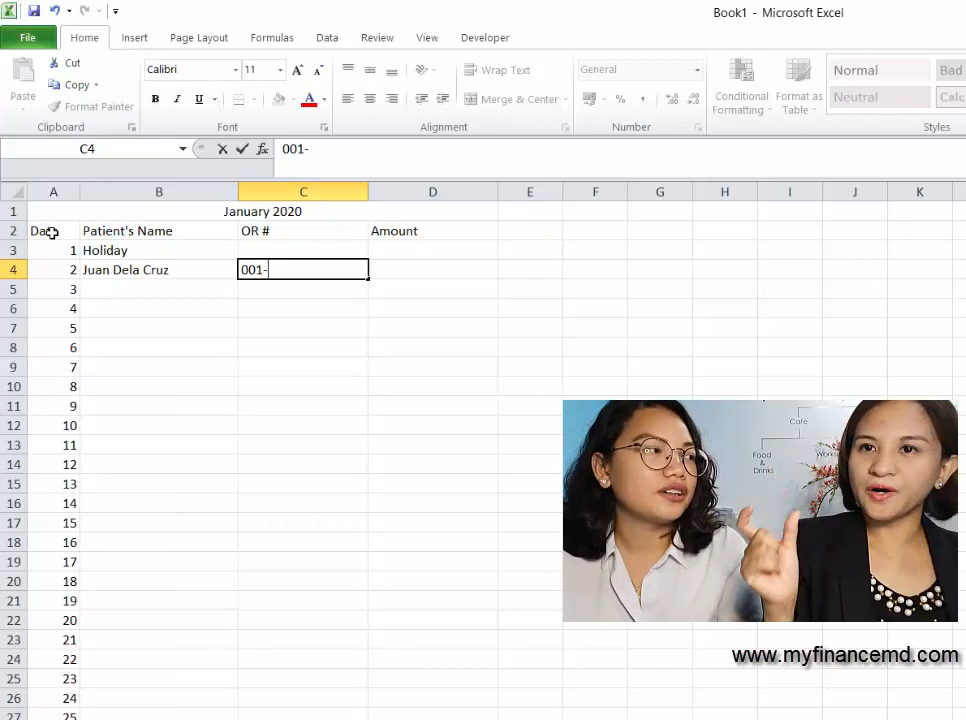 Book1 - Microsoft Excel
File Home Insert Page Layout Formulas Data Review View Developer
Cut
Calibri 11
Wrap Text
General
Normal Bad
Paste
Copy
Conditional Formatting
Format as Table
Format Painter
B I U
Merge & Center
Neutral Calc
Clipboard Font Alignment Number Styles
C4 fx 001-
A B C D E F G H I J K
1 January 2020
2 Patient's Name OR # Amount
3 1 Holiday
4 2 Juan Dela Cruz 001-
5 3
6 4
7 5
8 6
9 7
10 8
11 9
12 10
13 11
14 12
15 13
16 14
17 15
18 16
19 17
20 18
21 19
22 20
23 21
24 22
25 23
26 24
27 25
Café
Food
&
Drinks
www.myfinancemd.com